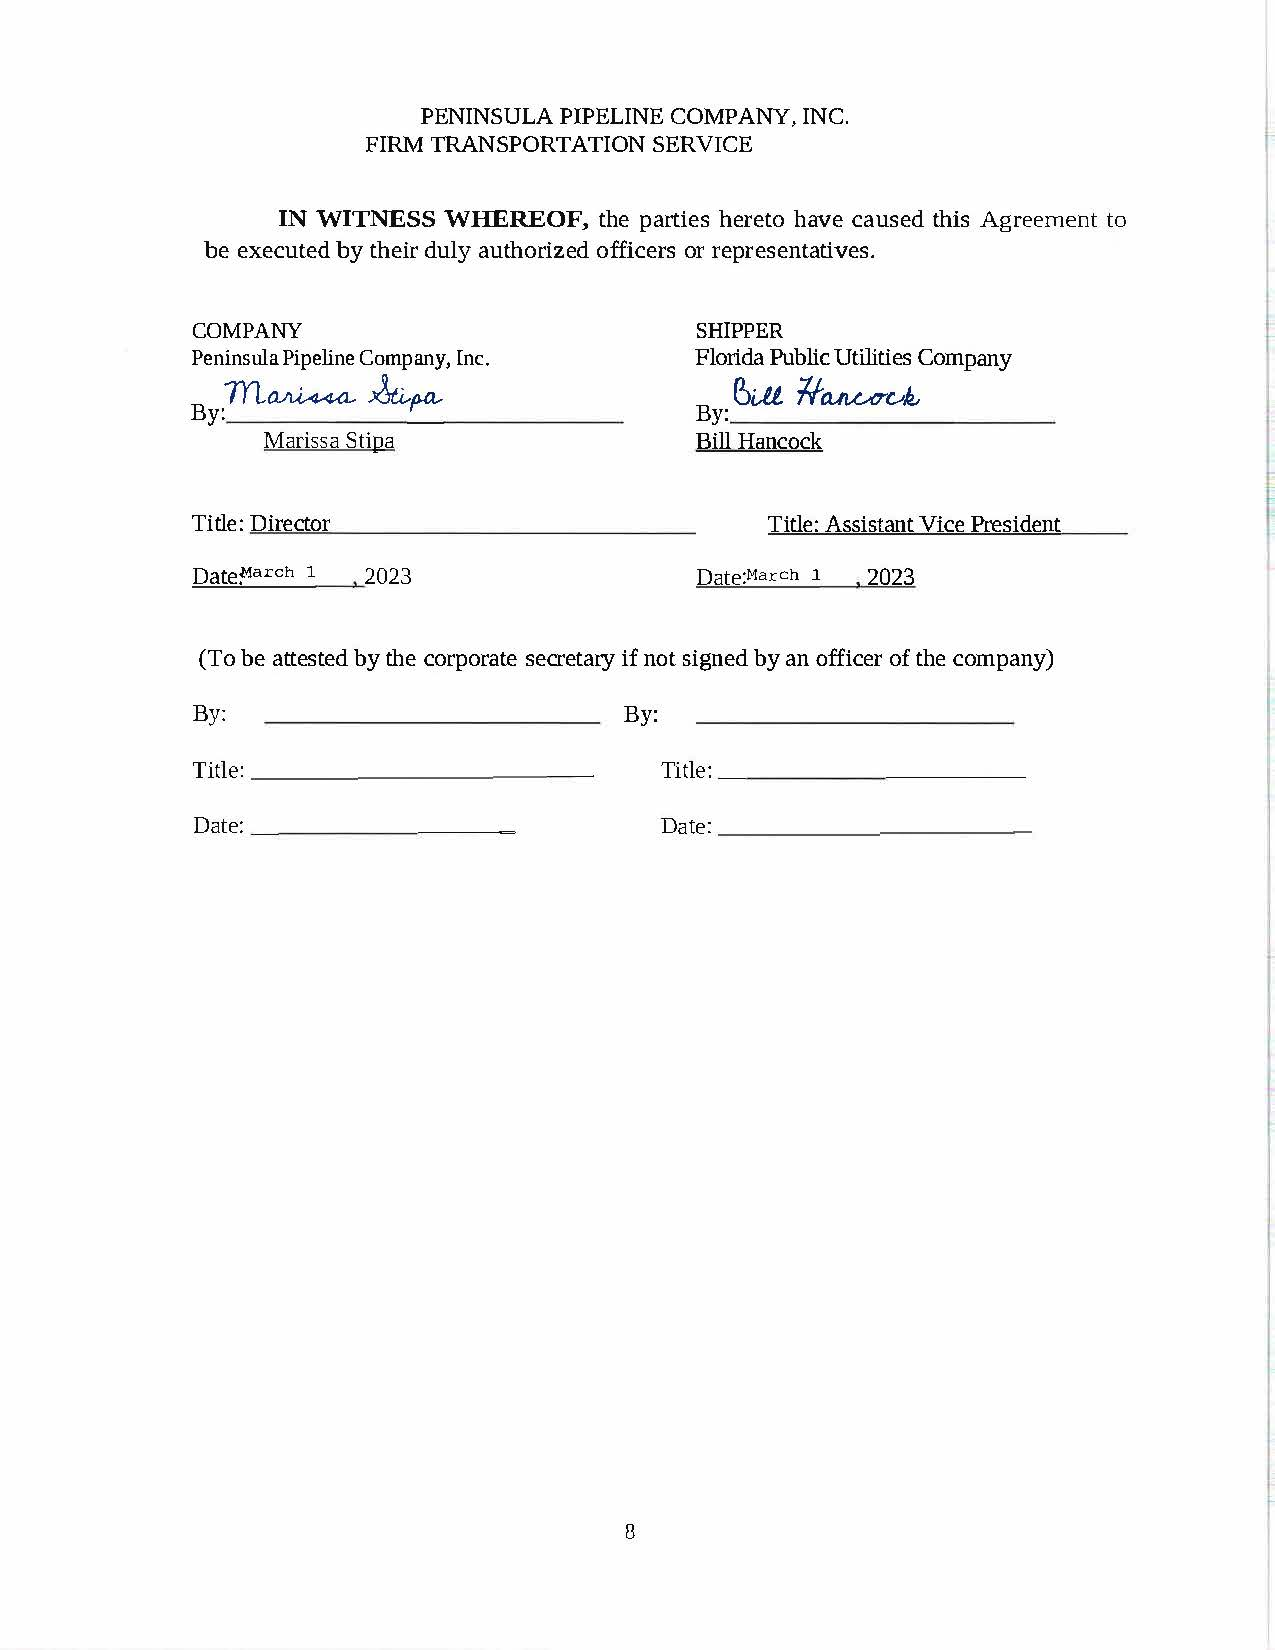 PENINSULA PIPELINE COMPANY, INC.
FIRM TRANSPORTATION SERVICE
IN WITNESS WHEREOF, the parties hereto have caused this Agreement to
be executed by their duly authorized officers or representatives.
COMPANY
Peninsula Pipeline Company, Inc.
Marissa Stipa
By:
Marissa Stipa
SHIPPER
Florida Public Utilities Company
Bill Hancock
By:
Bill Hancock
Title: Director
Title: Assistant Vice President
Date: March 1, 2023
Date: March 1, 2023
(To be attested by the corporate secretary if not signed by an officer of the company)
By: By:
Title: Title:
Date: Date:
8